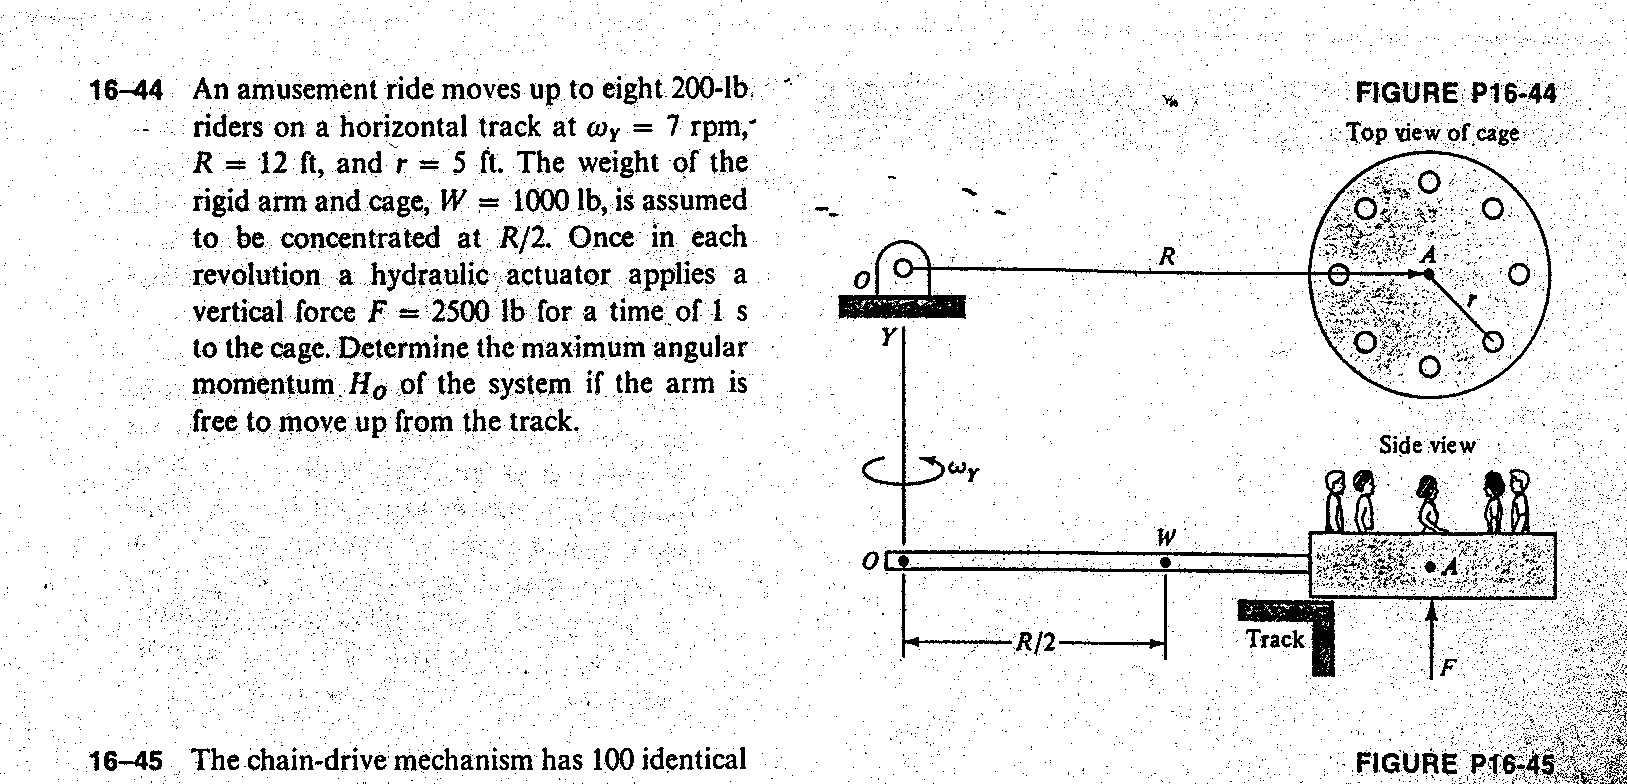 16–44 An amusement ride moves up to eight 200-lb
riders on a horizontal track at ωY = 7 rpm,
R = 12 ft, and r = 5 ft. The weight of the
rigid arm and cage, W = 1000 lb, is assumed
to be concentrated at R/2. Once in each
revolution a hydraulic actuator applies a
vertical force F = 2500 lb for a time of 1 s
to the cage. Determine the maximum angular
momentum HO of the system if the arm is
free to move up from the track.
FIGURE P16-44
Top view of cage
R
A
O
r
Y
Side view
ωY
W
O
A
R/2
Track
F
16–45 The chain-drive mechanism has 100 identical
FIGURE P16-45